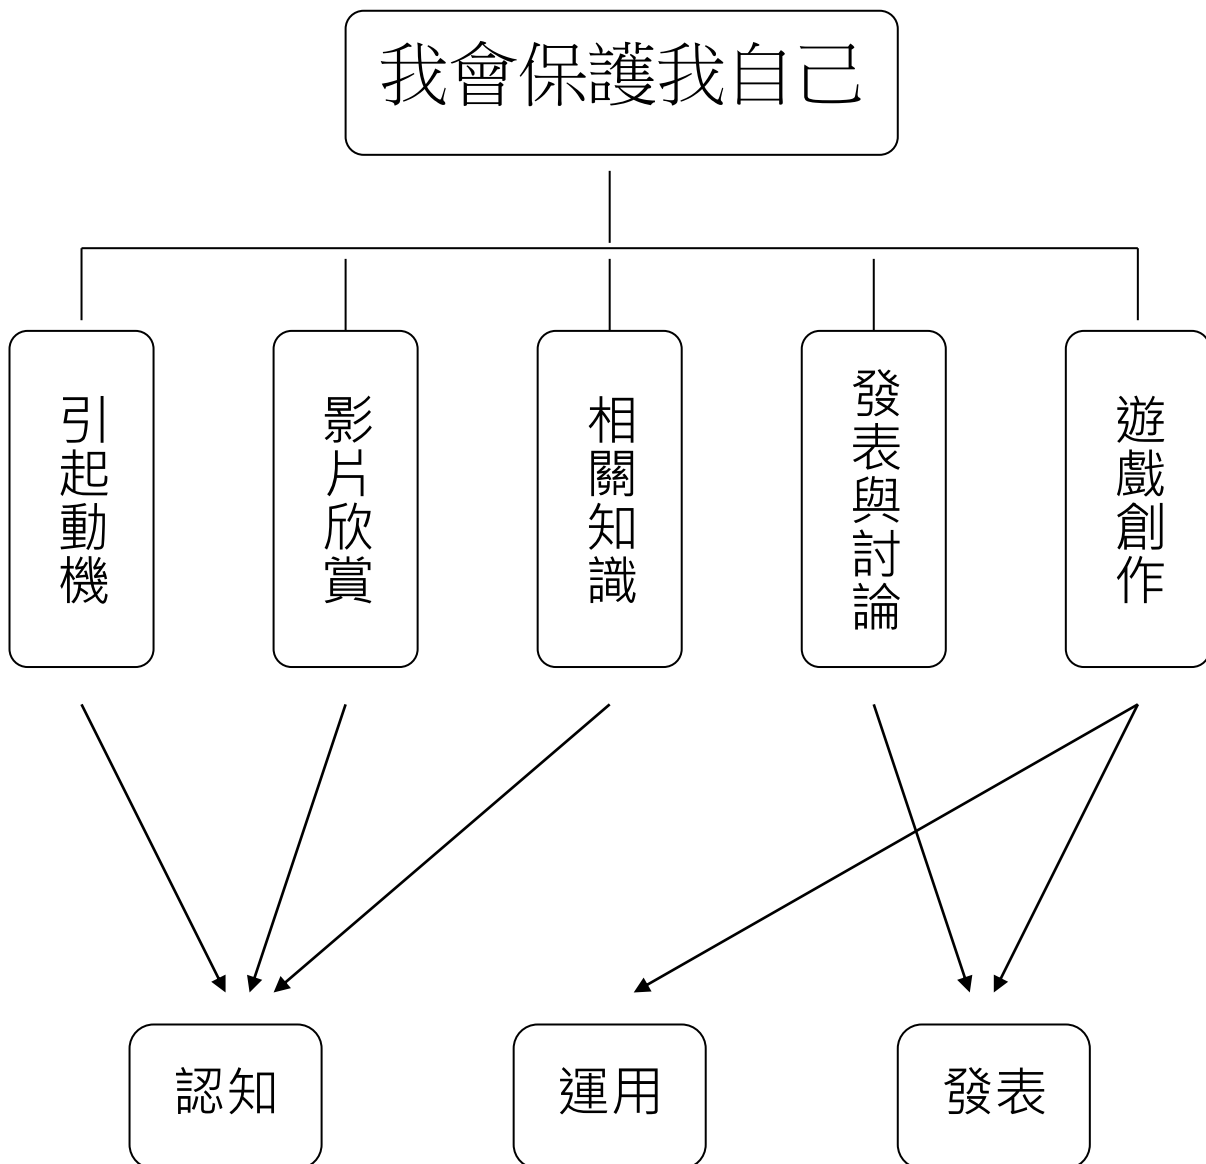 我會保護我自己
引起動機
影片欣賞
相關知識
發表與討論
遊戲創作
認知
運用
發表